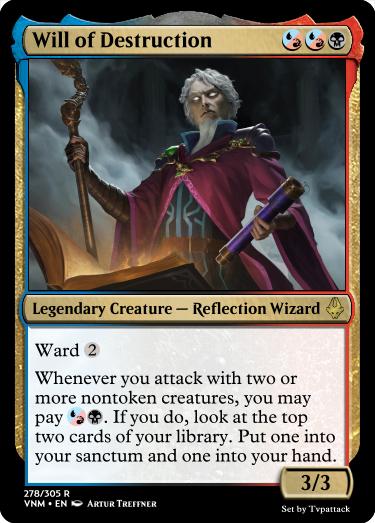 Will of Destruction
Legendary Creature — Reflection Wizard
Ward 2
Whenever you attack with two or
more nontoken creatures, you may
pay . If you do, look at the top
two cards of your library. Put one into
your sanctum and one into your hand.
3/3
278/305 R
VNM • EN Artur Treffner
Set by Tvpattack